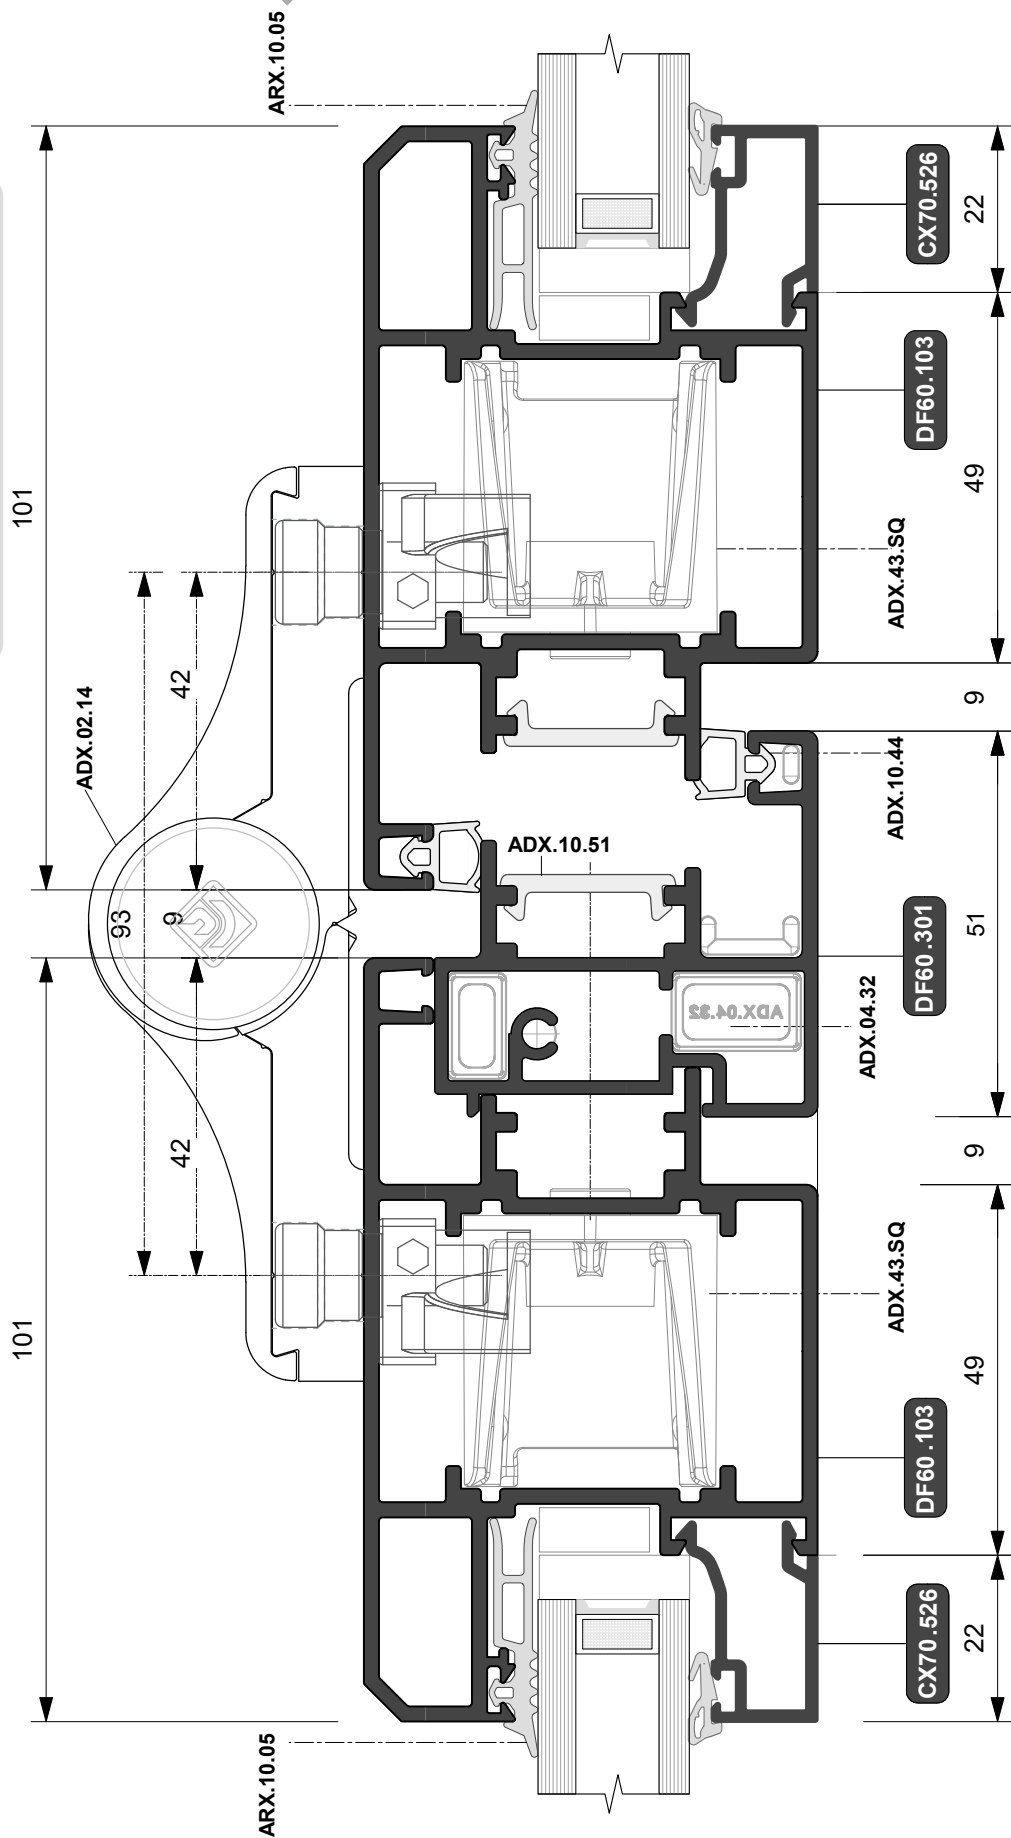 ARX.10.05
CX70.526
22
DF60.103
49
101
ADX.43.SQ
42
ADX.02.14
9
ADX.10.44
ADX.10.51
93
9
DF60.301
51
ADX.04.32
ADX.04.32
42
9
ADX.43.SQ
101
49
DF60.103
CX70.526
22
ARX.10.05